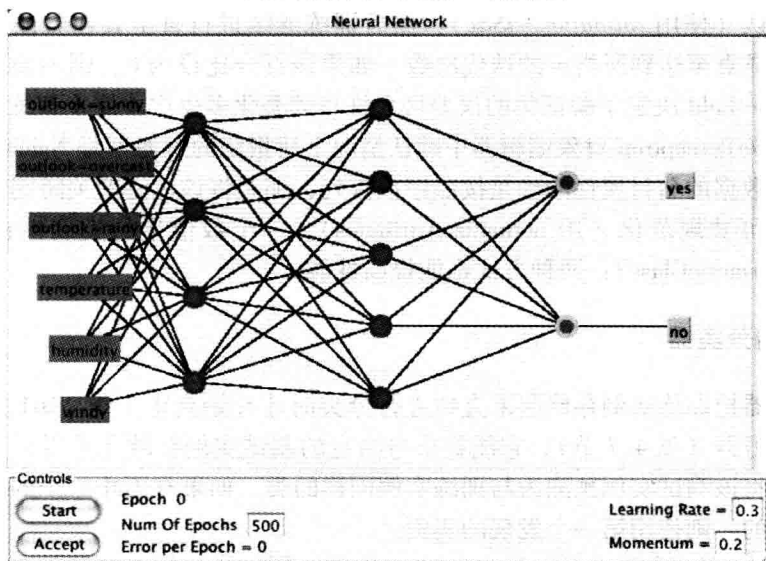 Neural Network
outlook=sunny
outlook=overcast
outlook=rainy
temperature
humidity
windy
yes
no
Controls
Start
Accept
Epoch 0
Num Of Epochs 500
Error per Epoch = 0
Learning Rate = 0.3
Momentum = 0.2